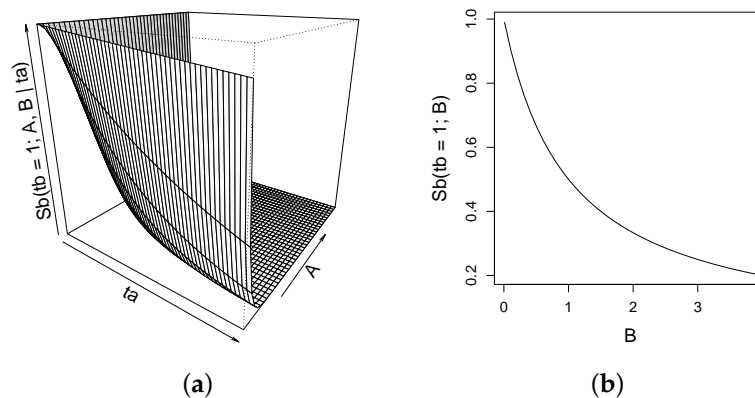 Sb(tb = 1; A, B | ta)
ta
A
Sb(tb = 1; B)
1.0
0.8
0.6
0.4
0.2
0
1
2
3
B
(a)
(b)